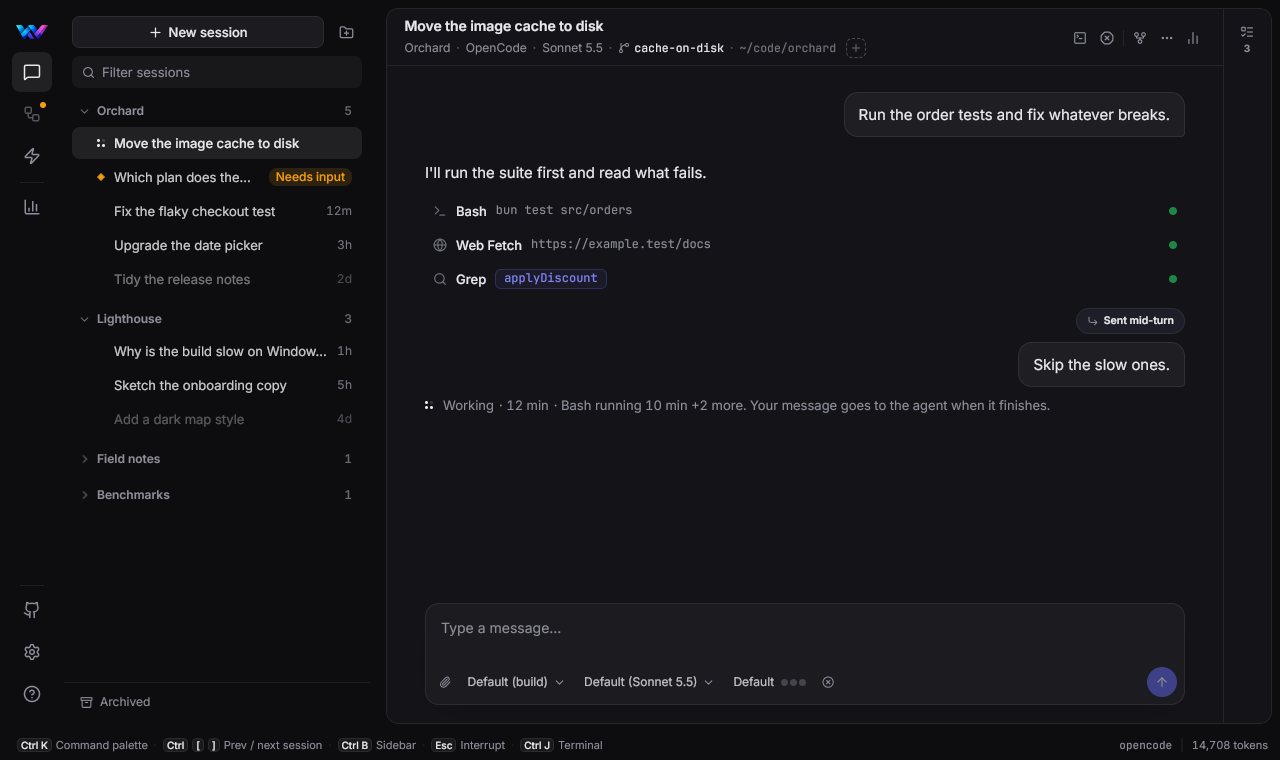 New session
Filter sessions
Orchard 5
Move the image cache to disk
Which plan does the... Needs input
Fix the flaky checkout test 12m
Upgrade the date picker 3h
Tidy the release notes 2d
Lighthouse 3
Why is the build slow on Window... 1h
Sketch the onboarding copy 5h
Add a dark map style 4d
Field notes 1
Benchmarks 1
Archived
Move the image cache to disk
Orchard · OpenCode · Sonnet 5.5 · cache-on-disk · ~/code/orchard
3
Run the order tests and fix whatever breaks.
I'll run the suite first and read what fails.
Bash bun test src/orders
Web Fetch https://example.test/docs
Grep applyDiscount
Sent mid-turn
Skip the slow ones.
Working · 12 min · Bash running 10 min +2 more. Your message goes to the agent when it finishes.
Type a message...
Default (build) Default (Sonnet 5.5) Default
Ctrl K Command palette · Ctrl [ ] Prev / next session · Ctrl B Sidebar · Esc Interrupt · Ctrl J Terminal
opencode 14,708 tokens